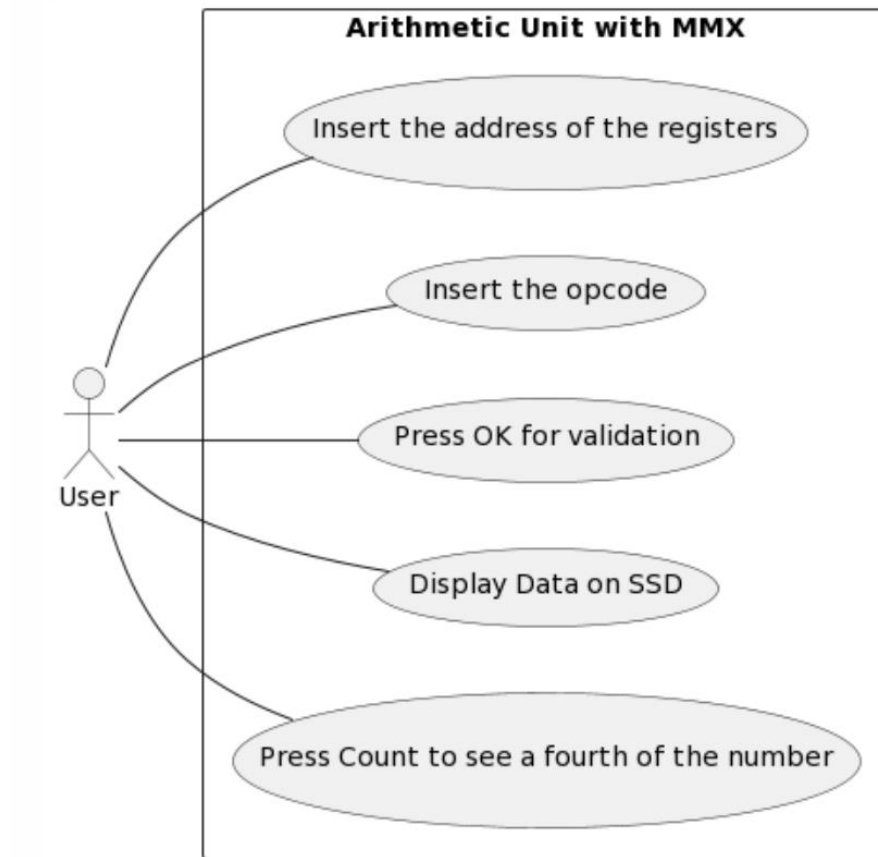 Arithmetic Unit with MMX
Insert the address of the registers
Insert the opcode
Press OK for validation
User
Display Data on SSD
Press Count to see a fourth of the number